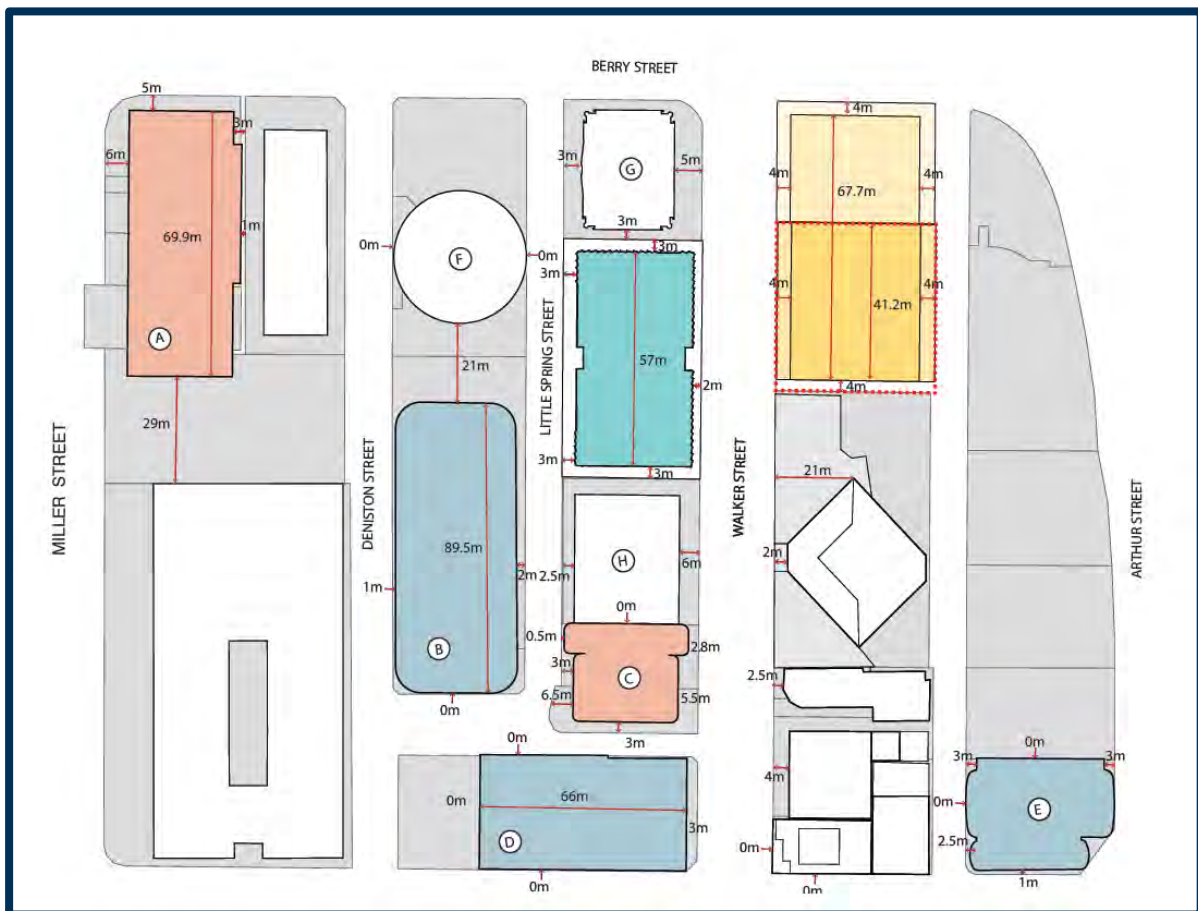 BERRY STREET
5m
3m
6m
69.9m
1m
A
29m
MILLER STREET
0m
F
0m
21m
DENISTON STREET
89.5m
1m
2m
B
0m
LITTLE SPRING STREET
3m
G
5m
3m
3m
3m
57m
2m
3m
3m
H
2.5m
6m
0m
0.5m
2.8m
3m
C
6.5m
5.5m
3m
0m
0m
66m
3m
D
0m
WALKER STREET
4m
4m
4m
67.7m
4m
4m
41.2m
4m
21m
2m
2.5m
4m
0m
0m
ARTHUR STREET
0m
3m
3m
0m
E
2.5m
1m